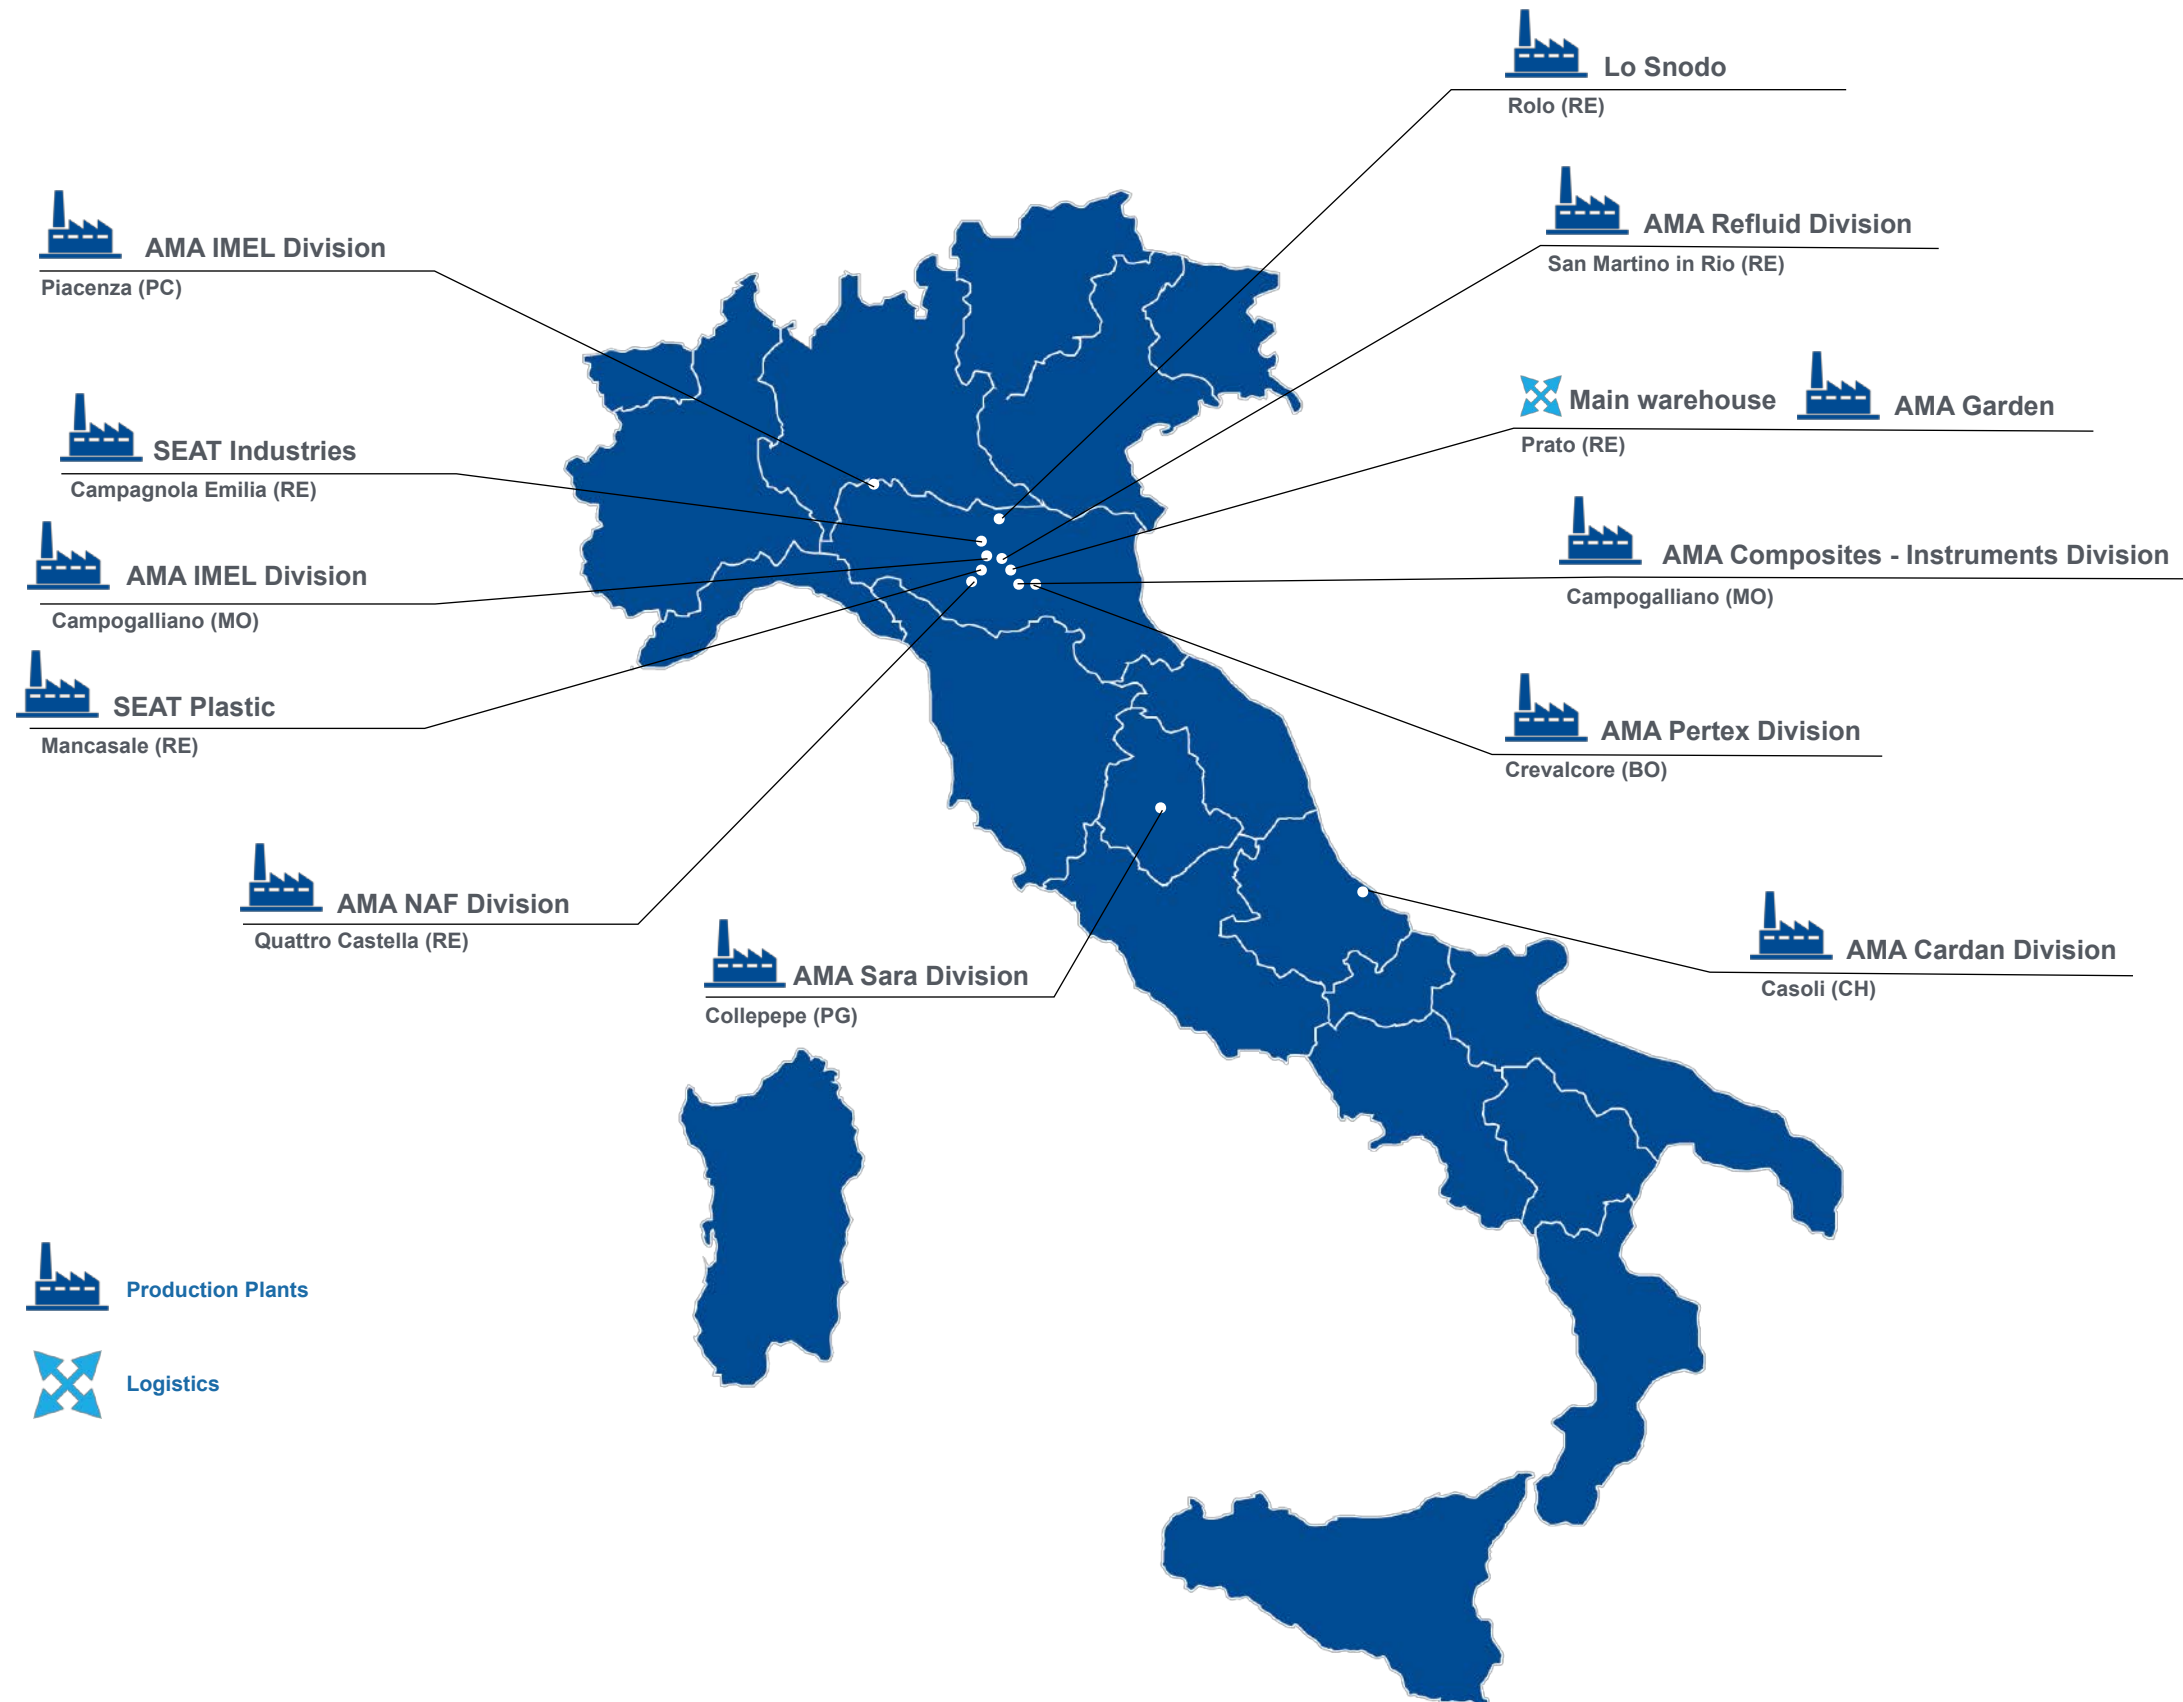 Lo Snodo
Rolo (RE)
AMA IMEL Division
Piacenza (PC)
AMA Refluid Division
San Martino in Rio (RE)
Main warehouse
AMA Garden
Prato (RE)
SEAT Industries
Campagnola Emilia (RE)
AMA Composites - Instruments Division
Campogalliano (MO)
AMA IMEL Division
Campogalliano (MO)
SEAT Plastic
Mancasale (RE)
AMA Pertex Division
Crevalcore (BO)
AMA NAF Division
Quattro Castella (RE)
AMA Sara Division
Collepepe (PG)
AMA Cardan Division
Casoli (CH)
Production Plants
Logistics